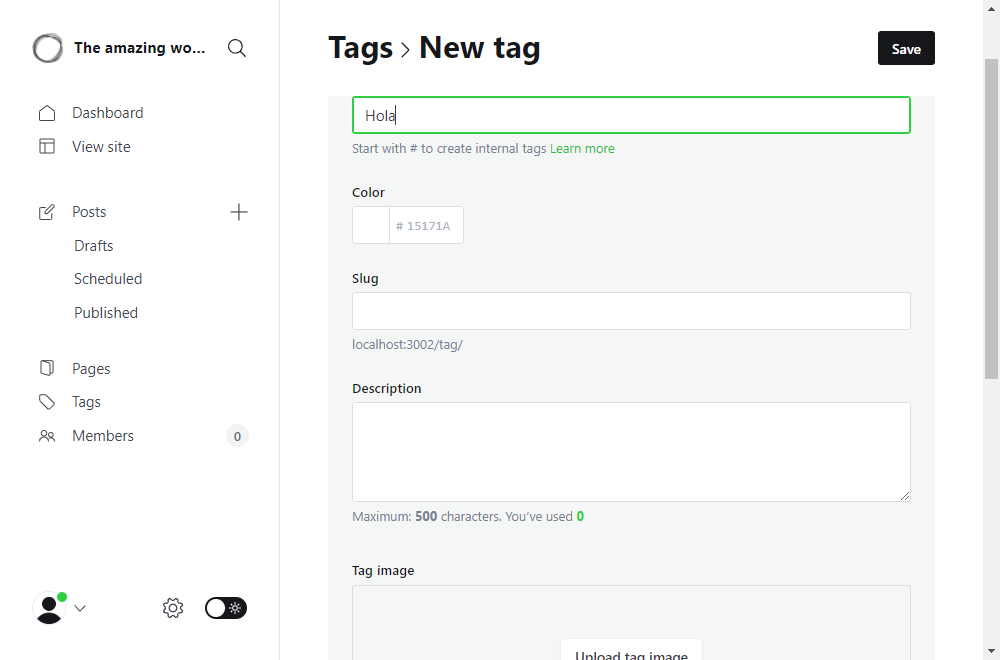 The amazing wo...
Dashboard
View site
Posts
Drafts
Scheduled
Published
Pages
Tags
Members
0
Tags > New tag
Save
Hola
Start with # to create internal tags Learn more
Color
# 15171A
Slug
localhost:3002/tag/
Description
Maximum: 500 characters. You’ve used 0
Tag image
Upload tag image